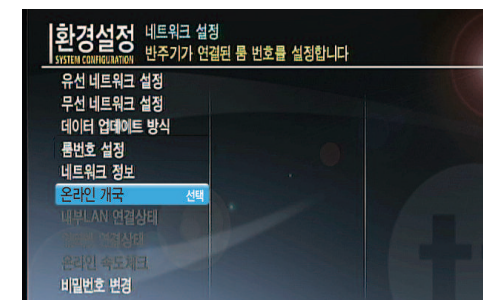 환경설정
SYSTEM CONFIGURATION
네트워크 설정
반주기가 연결된 룸 번호를 설정합니다
유선 네트워크 설정
무선 네트워크 설정
데이터 업데이트 방식
룸번호 설정
네트워크 정보
온라인 개국 선택
내부LAN 연결상태
연결상태
온라인 속도체크
비밀번호 변경